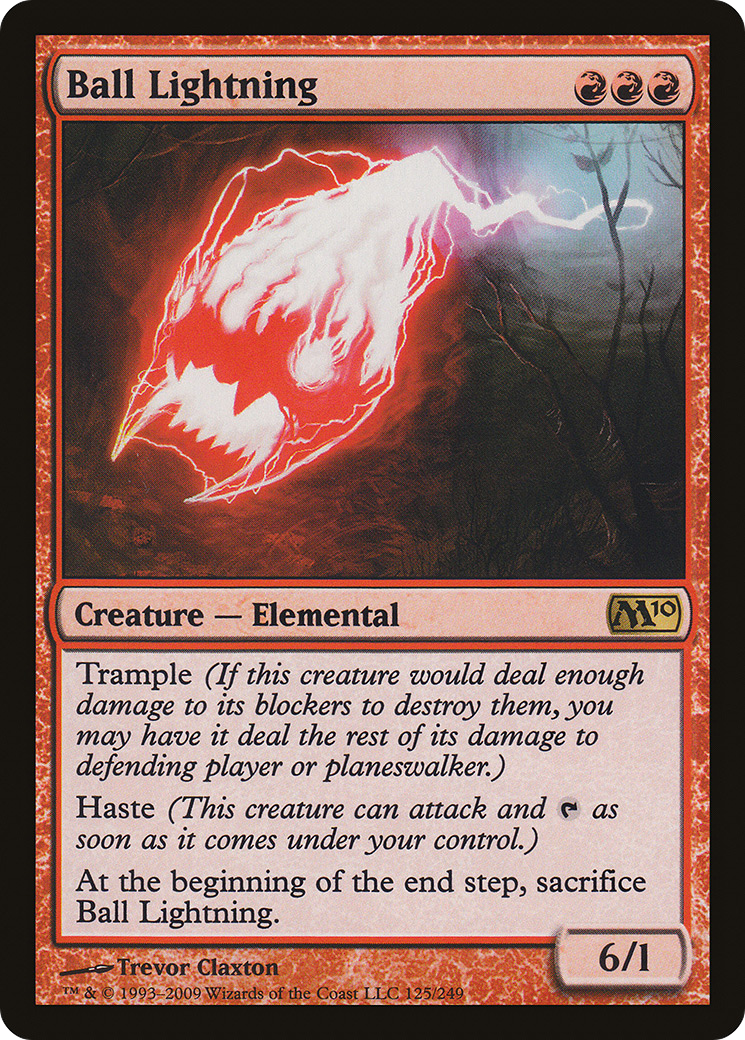 Ball Lightning
Creature — Elemental
M10
Trample (If this creature would deal enough
damage to its blockers to destroy them, you
may have it deal the rest of its damage to
defending player or planeswalker.)
Haste (This creature can attack and as
soon as it comes under your control.)
At the beginning of the end step, sacrifice
Ball Lightning.
6/1
Trevor Claxton
™ & © 1993–2009 Wizards of the Coast LLC 125/249